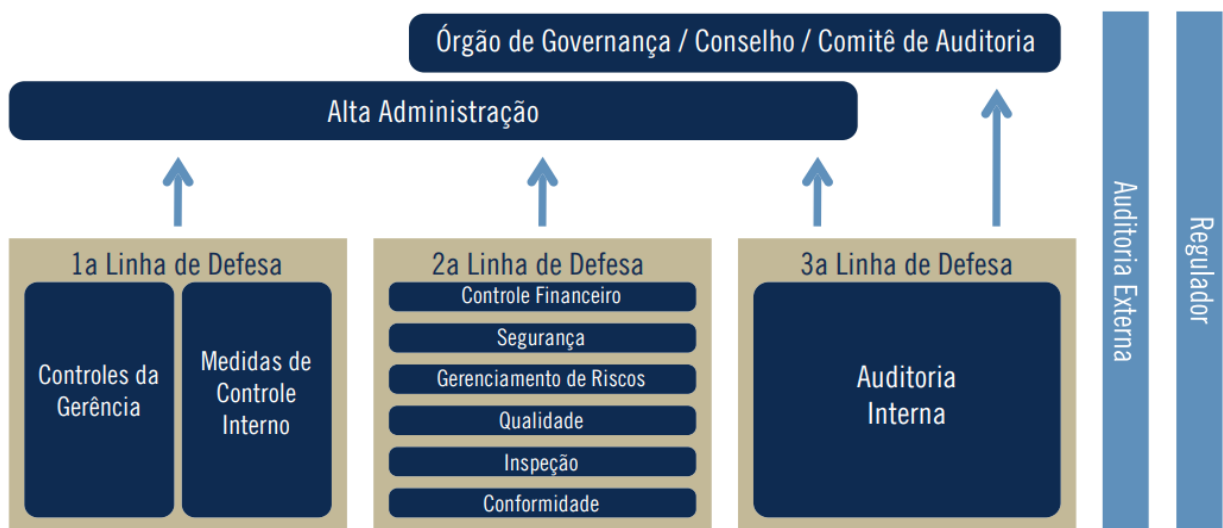 Órgão de Governança / Conselho / Comitê de Auditoria
Alta Administração
1a Linha de Defesa
Controles da
Gerência
Medidas de
Controle
Interno
2a Linha de Defesa
Controle Financeiro
Segurança
Gerenciamento de Riscos
Qualidade
Inspeção
Conformidade
3a Linha de Defesa
Auditoria
Interna
Auditoria Externa
Regulador